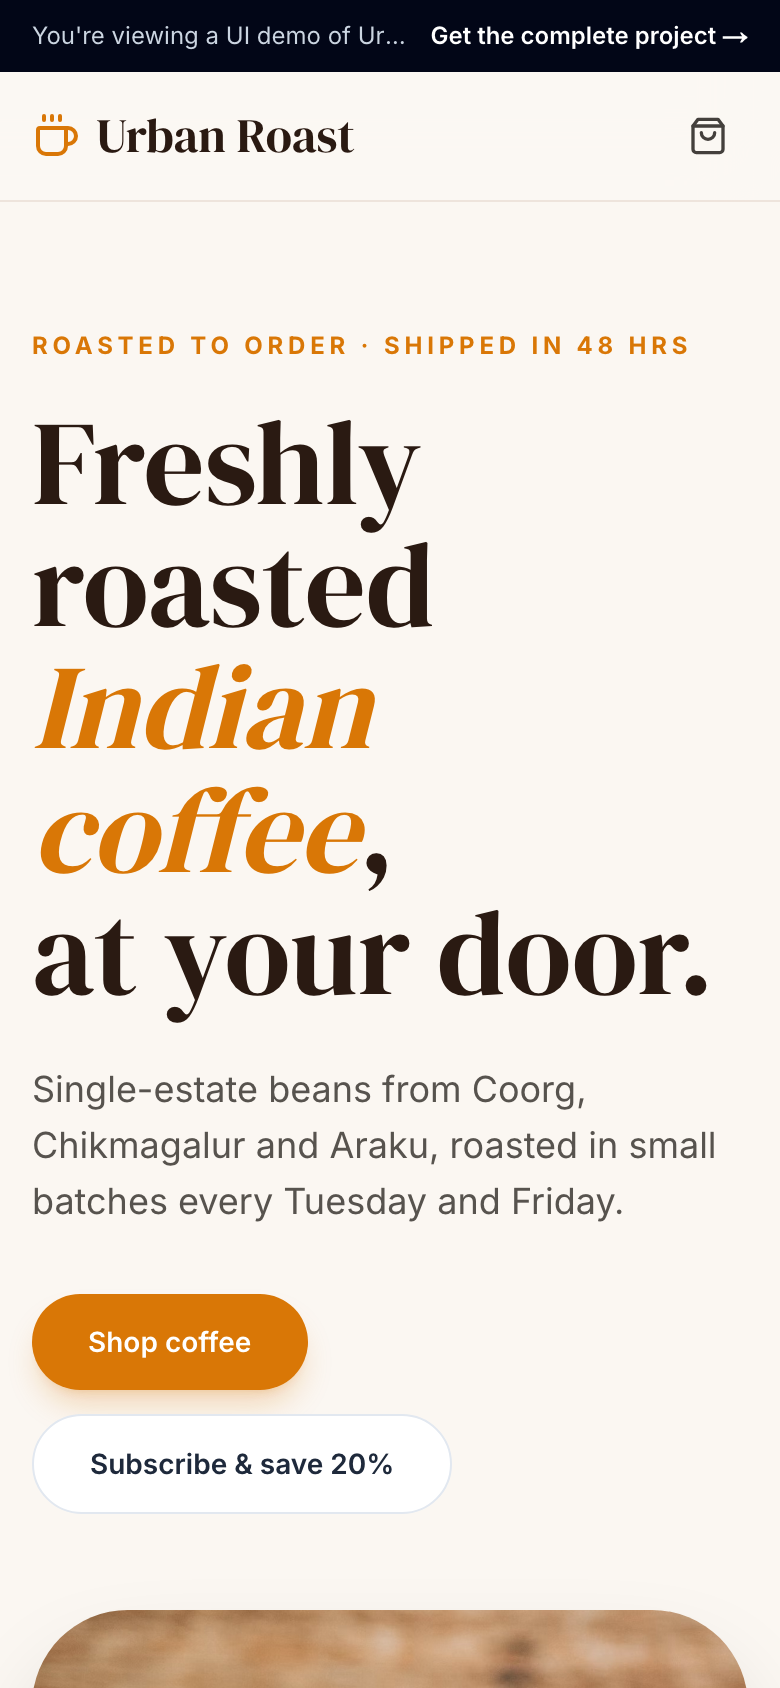 You're viewing a UI demo of Ur... Get the complete project →
Urban Roast
ROASTED TO ORDER · SHIPPED IN 48 HRS
Freshly
roasted
Indian
coffee,
at your door.
Single-estate beans from Coorg,
Chikmagalur and Araku, roasted in small
batches every Tuesday and Friday.
Shop coffee
Subscribe & save 20%